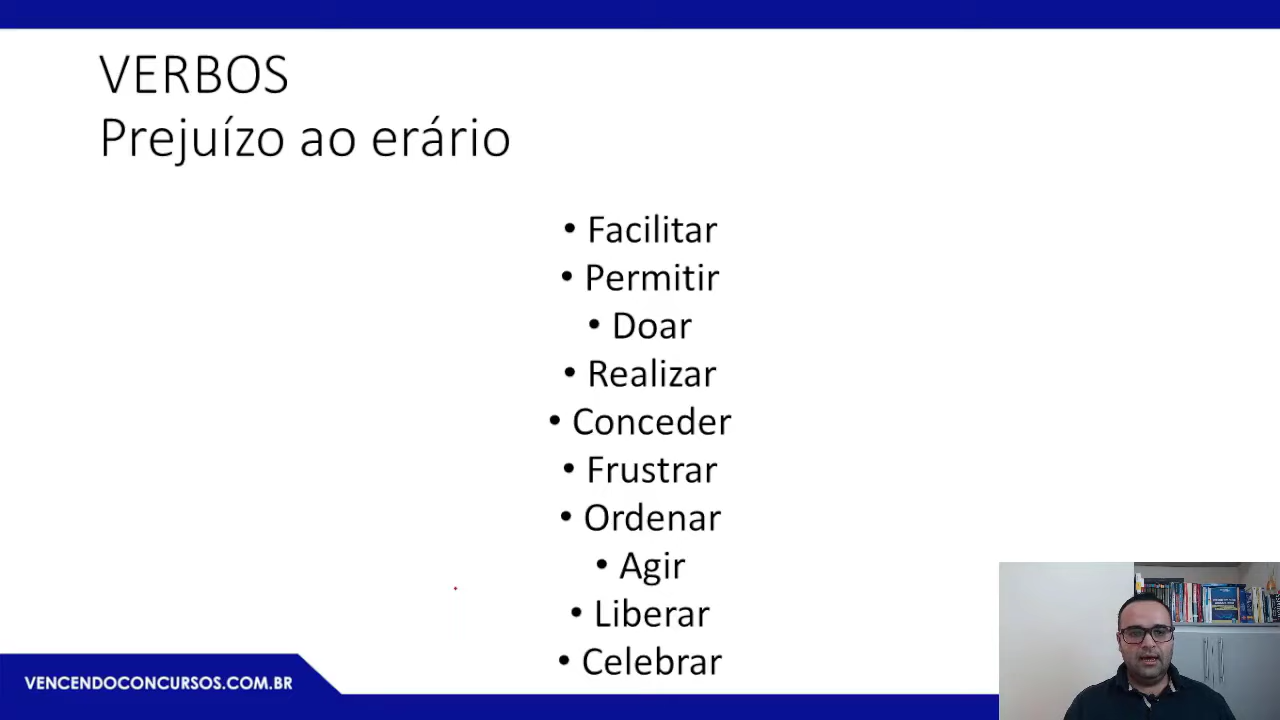 VERBOS
Prejuízo ao erário
• Facilitar
• Permitir
• Doar
• Realizar
• Conceder
• Frustrar
• Ordenar
• Agir
• Liberar
• Celebrar
VENCENDOCONCURSOS.COM.BR